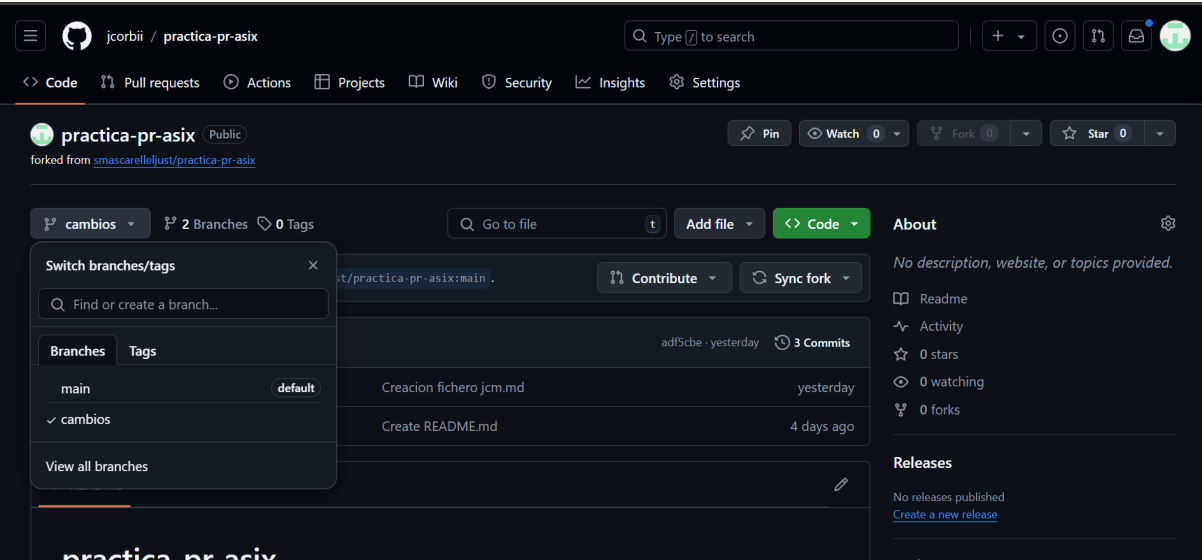 jcorbii / practica-pr-asix
Type / to search
Code Pull requests Actions Projects Wiki Security Insights Settings
practica-pr-asix Public
Pin Watch 0 Fork 0 Star 0
forked from smascarelleljust/practica-pr-asix
cambios 2 Branches 0 Tags Go to file t Add file Code
Switch branches/tags
st/practica-pr-asix:main .
Contribute Sync fork
Find or create a branch...
Branches Tags
adf5cbe · yesterday 3 Commits
main default
Creacion fichero jcm.md yesterday
cambios
Create README.md 4 days ago
View all branches
practica-pr-asix
About
No description, website, or topics provided.
Readme
Activity
0 stars
0 watching
0 forks
Releases
No releases published
Create a new release